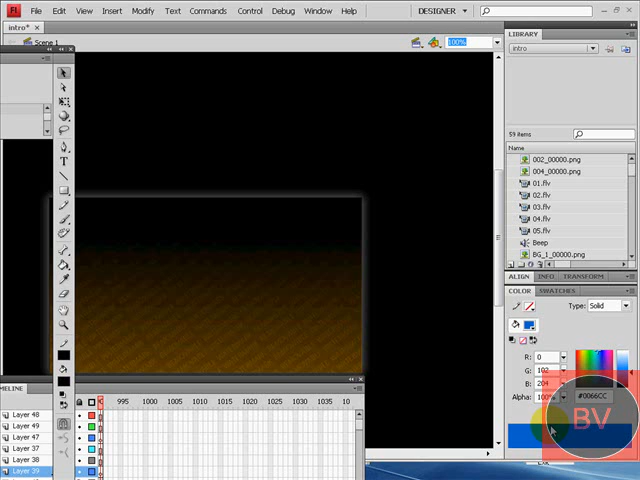 Fl File Edit View Insert Modify Text Commands Control Debug Window Help DESIGNER
intro*
Scene 1
100%
LIBRARY
intro
59 items
Name
002_00000.png
004_00000.png
01.flv
02.flv
03.flv
04.flv
05.flv
Beep
BG_1_00000.png
ALIGN INFO TRANSFORM
COLOR SWATCHES
Type: Solid
R: 0
G: 102
B: 204
Alpha: 100% #0066CC
BV
995 1000 1005 1010 1015 1020 1025 1030 1035 10
Layer 48
Layer 49
Layer 47
Layer 37
Layer 38
Layer 39